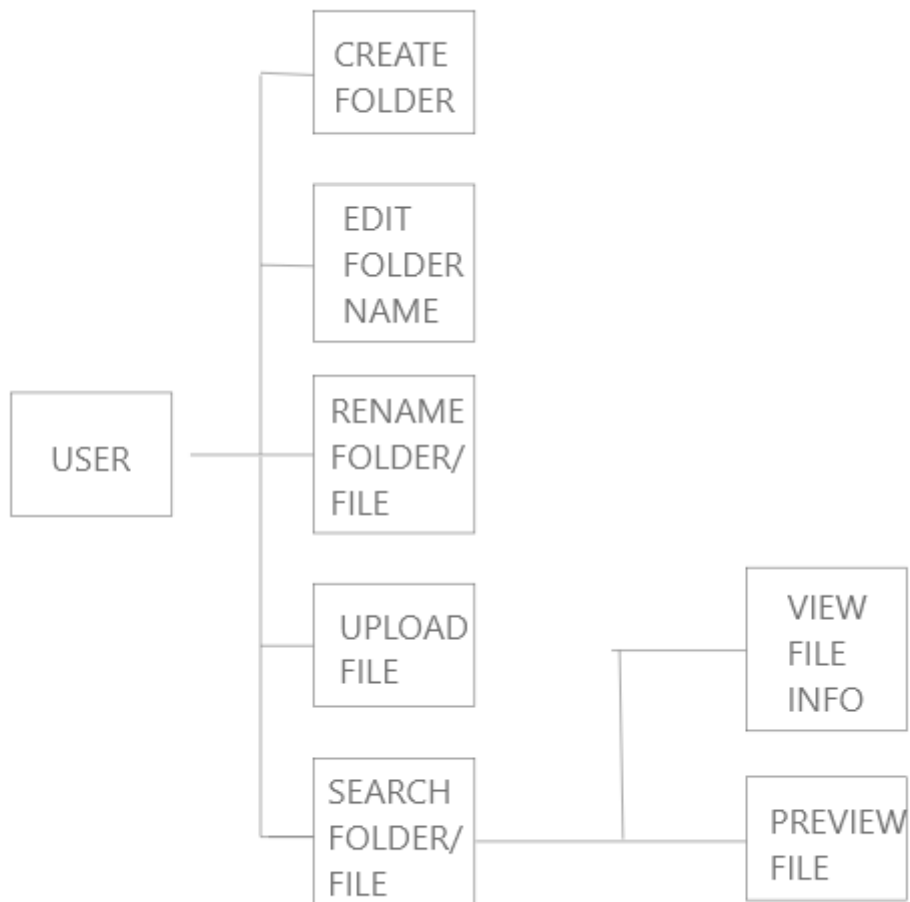 CREATE
FOLDER
EDIT
FOLDER
NAME
USER
RENAME
FOLDER/
FILE
UPLOAD
FILE
SEARCH
FOLDER/
FILE
VIEW
FILE
INFO
PREVIEW
FILE